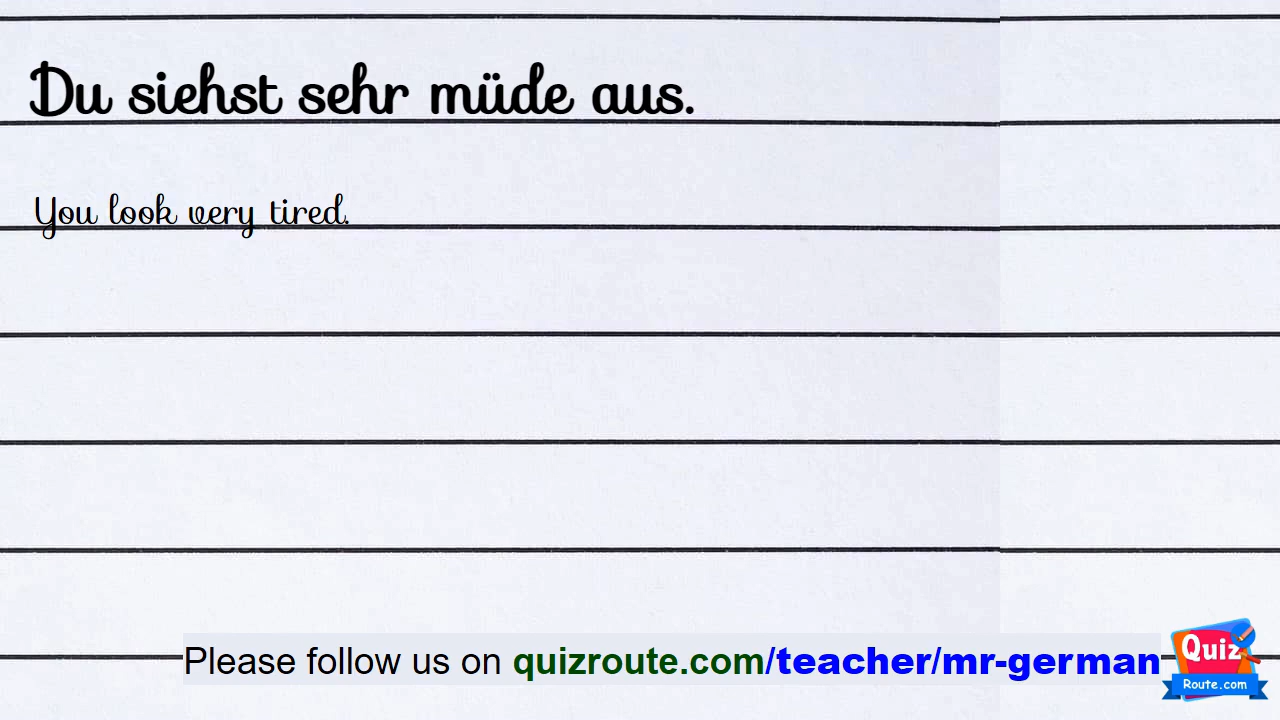 Du siehst sehr müde aus.
You look very tired.
Please follow us on quizroute.com/teacher/mr-german
Quiz
Route.com